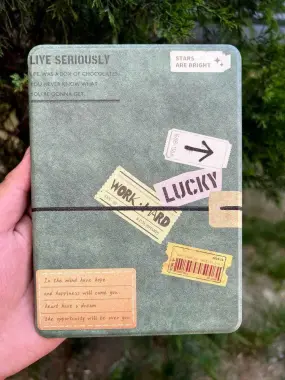 LIVE SERIOUSLY
STARS
ARE BRIGHT
LIFE WAS A BOX OF CHOCOLATES,
YOU NEVER KNOW WHAT
YOU'RE GONNA GET.
LUCKY
WORK HARD
In the wind have hope
and happiness will come you
heard have a dream
the opportunity will be over you